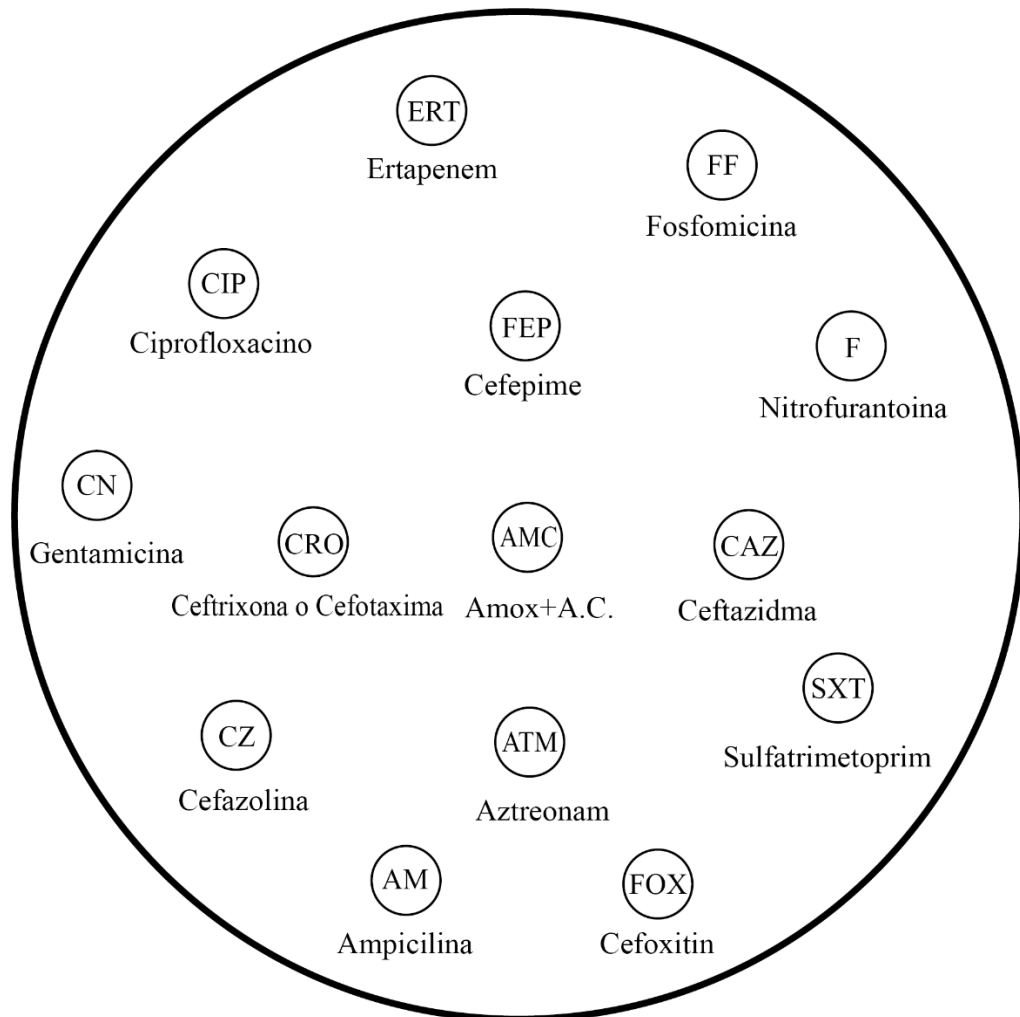 ERT
Ertapenem
FF
Fosfomicina
CIP
Ciprofloxacino
FEP
Cefepime
F
Nitrofurantoina
CN
Gentamicina
CRO
Ceftrixona o Cefotaxima
AMC
Amox+A.C.
CAZ
Ceftazidma
SXT
Sulfatrimetoprim
CZ
Cefazolina
ATM
Aztreonam
AM
Ampicilina
FOX
Cefoxitin